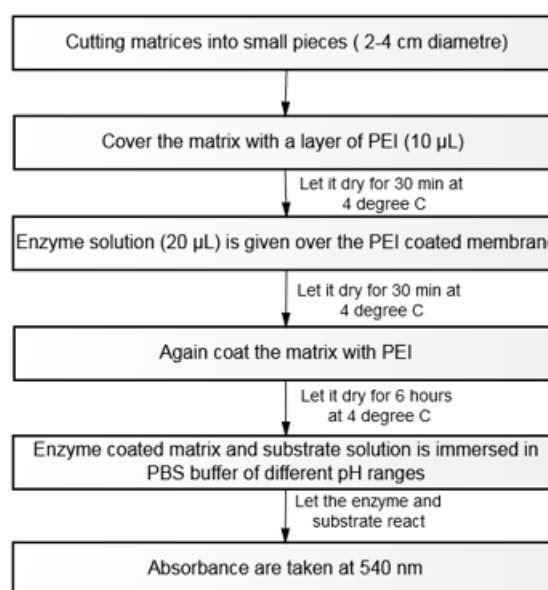 Cutting matrices into small pieces ( 2-4 cm diametre)
Cover the matrix with a layer of PEI (10 µL)
Let it dry for 30 min at
4 degree C
Enzyme solution (20 µL) is given over the PEI coated membrane
Let it dry for 30 min at
4 degree C
Again coat the matrix with PEI
Let it dry for 6 hours
at 4 degree C
Enzyme coated matrix and substrate solution is immersed in
PBS buffer of different pH ranges
Let the enzyme and
substrate react
Absorbance are taken at 540 nm